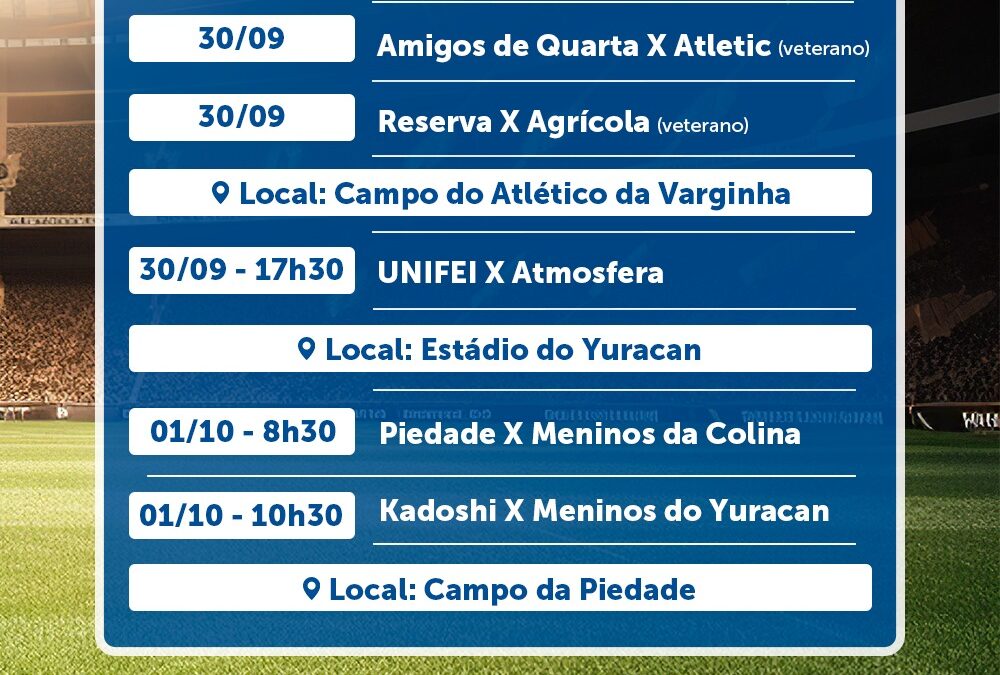 30/09
Amigos de Quarta X Atletic (veterano)
30/09
Reserva X Agrícola (veterano)
Local: Campo do Atlético da Varginha
30/09 - 17h30
UNIFEI X Atmosfera
Local: Estádio do Yuracan
01/10 - 8h30
Piedade X Meninos da Colina
01/10 - 10h30
Kadoshi X Meninos do Yuracan
Local: Campo da Piedade